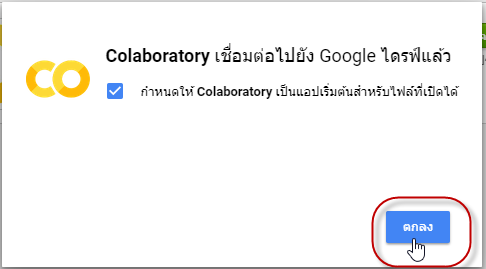 Colaboratory เชื่อมต่อไปยัง Google ไดรฟ์แล้ว
กำหนดให้ Colaboratory เป็นแอปเริ่มต้นสำหรับไฟล์ที่เปิดได้
ตกลง